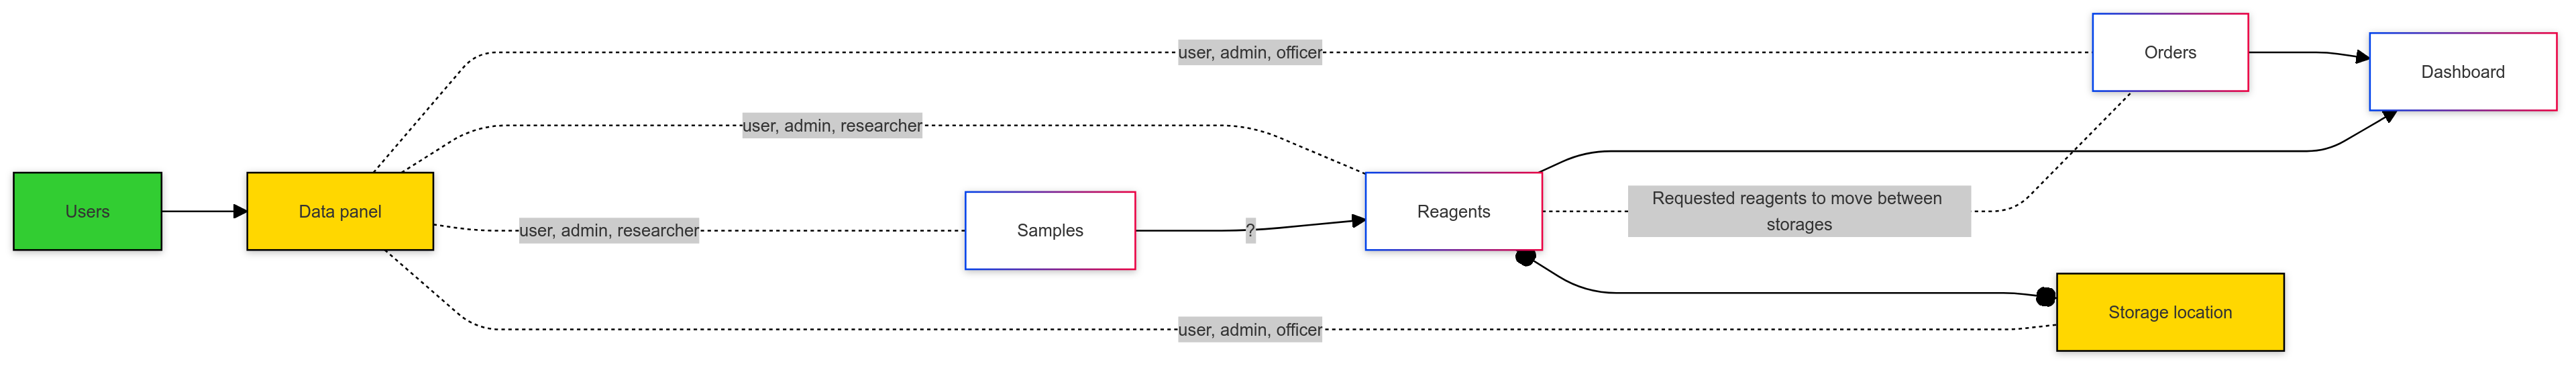 user, admin, officer
Orders
Dashboard
user, admin, researcher
Users
Data panel
user, admin, researcher
Samples
?
Reagents
Requested reagents to move between
storages
Storage location
user, admin, officer